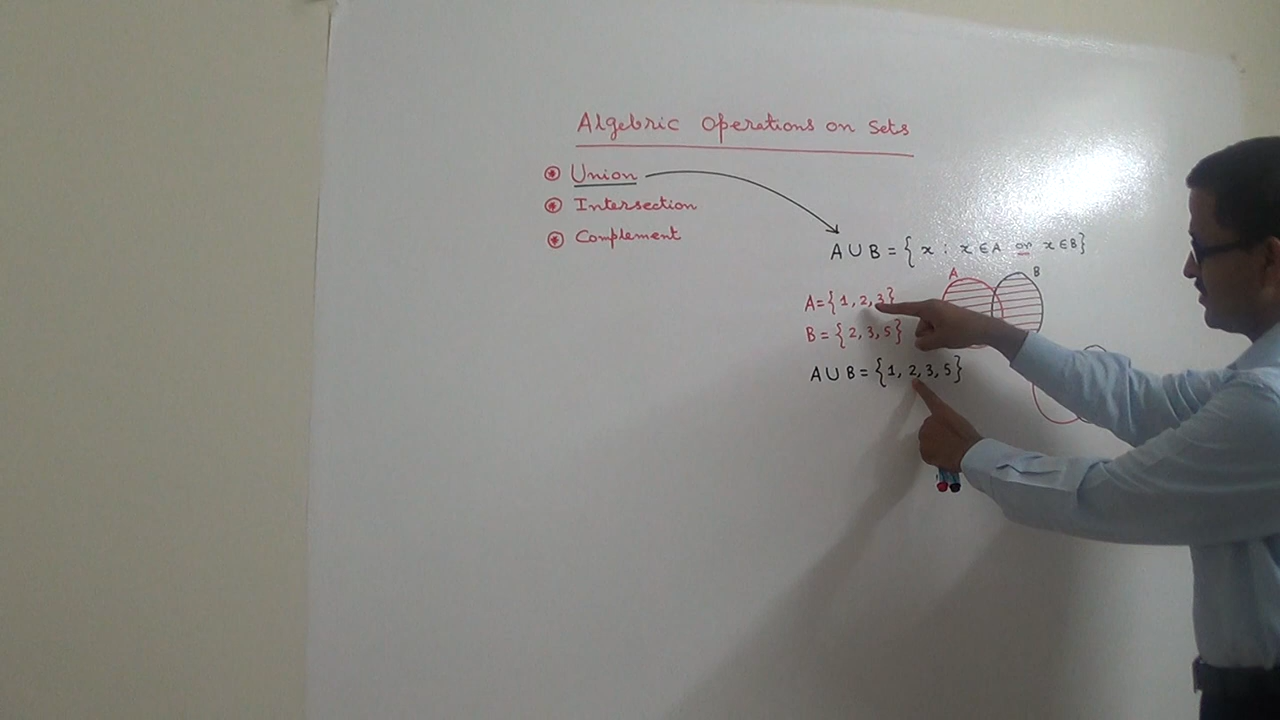 Algebric Operations on Sets
Union
Intersection
Complement
A ∪ B = { x : x ∈ A or x ∈ B}
A B
A = { 1, 2, 3}
B = { 2, 3, 5}
A ∪ B = { 1, 2, 3, 5}